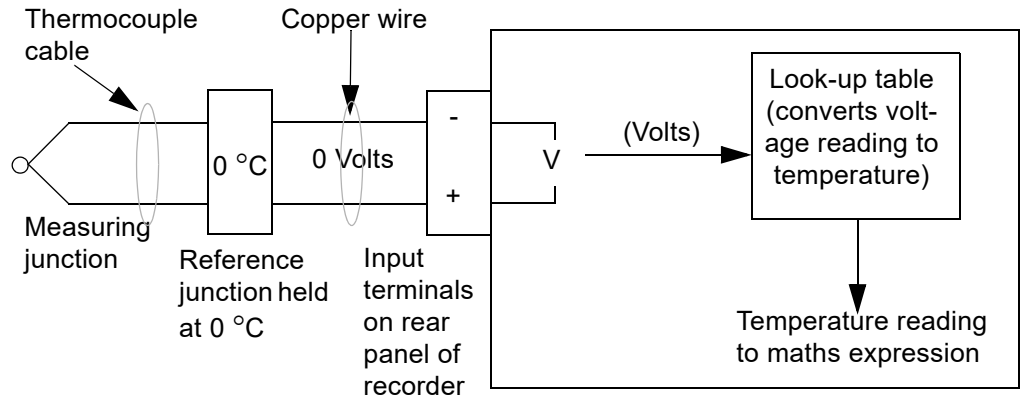 Thermocouple
cable
Copper wire
0 °C
0 Volts
-
+
V
(Volts)
Look-up table
(converts volt-
age reading to
temperature)
Measuring
junction
Reference
junction held
at 0 °C
Input
terminals
on rear
panel of
recorder
Temperature reading
to maths expression